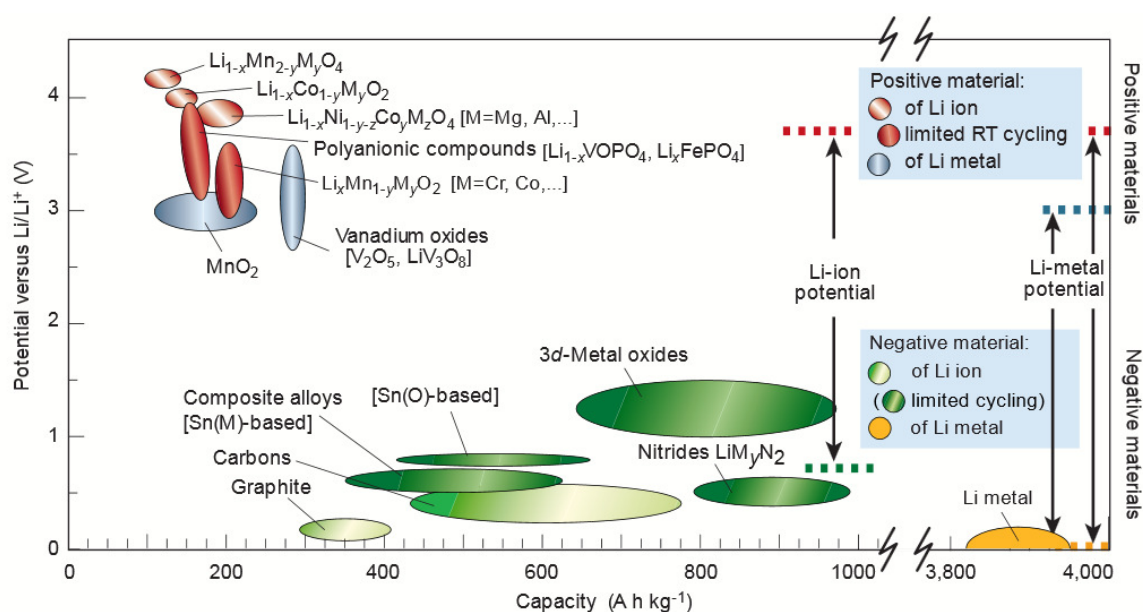 Potential versus Li/Li⁺ (V)
4
3
2
1
0
Li₁₋ₓMn₂₋yMyO₄
Li₁₋ₓCo₁₋yMyO₂
Li₁₋ₓNi₁₋y₋zCoyMzO₄ [M=Mg, Al,...]
Polyanionic compounds [Li₁₋ₓVOPO₄, LiₓFePO₄]
LiₓMn₁₋yMyO₂ [M=Cr, Co,...]
MnO₂
Vanadium oxides
[V₂O₅, LiV₃O₈]
Positive material:
of Li ion
limited RT cycling
of Li metal
Li-ion
potential
Li-metal
potential
Negative material:
of Li ion
(limited cycling)
of Li metal
3d-Metal oxides
[Sn(O)-based]
Composite alloys
[Sn(M)-based]
Carbons
Graphite
Nitrides LiMyN₂
Li metal
Positive materials
Negative materials
0 200 400 600 800 1000 3,800 4,000
Capacity (A h kg⁻¹)